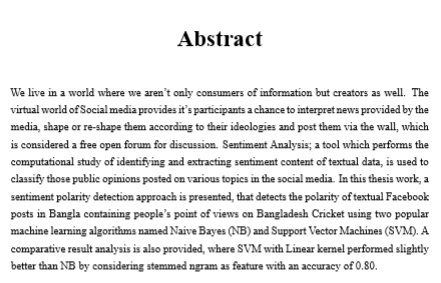 Abstract
We live in a world where we aren't only consumers of information but creators as well. The
virtual world of Social media provides it's participants a chance to interpret news provided by the
media, shape or re-shape them according to their ideologies and post them via the wall, which
is considered a free open forum for discussion. Sentiment Analysis; a tool which performs the
computational study of identifying and extracting sentiment content of textual data, is used to
classify those public opinions posted on various topics in the social media. In this thesis work, a
sentiment polarity detection approach is presented, that detects the polarity of textual Facebook
posts in Bangla containing people's point of views on Bangladesh Cricket using two popular
machine learning algorithms named Naive Bayes (NB) and Support Vector Machines (SVM). A
comparative result analysis is also provided, where SVM with Linear kernel performed slightly
better than NB by considering stemmed ngram as feature with an accuracy of 0.80.